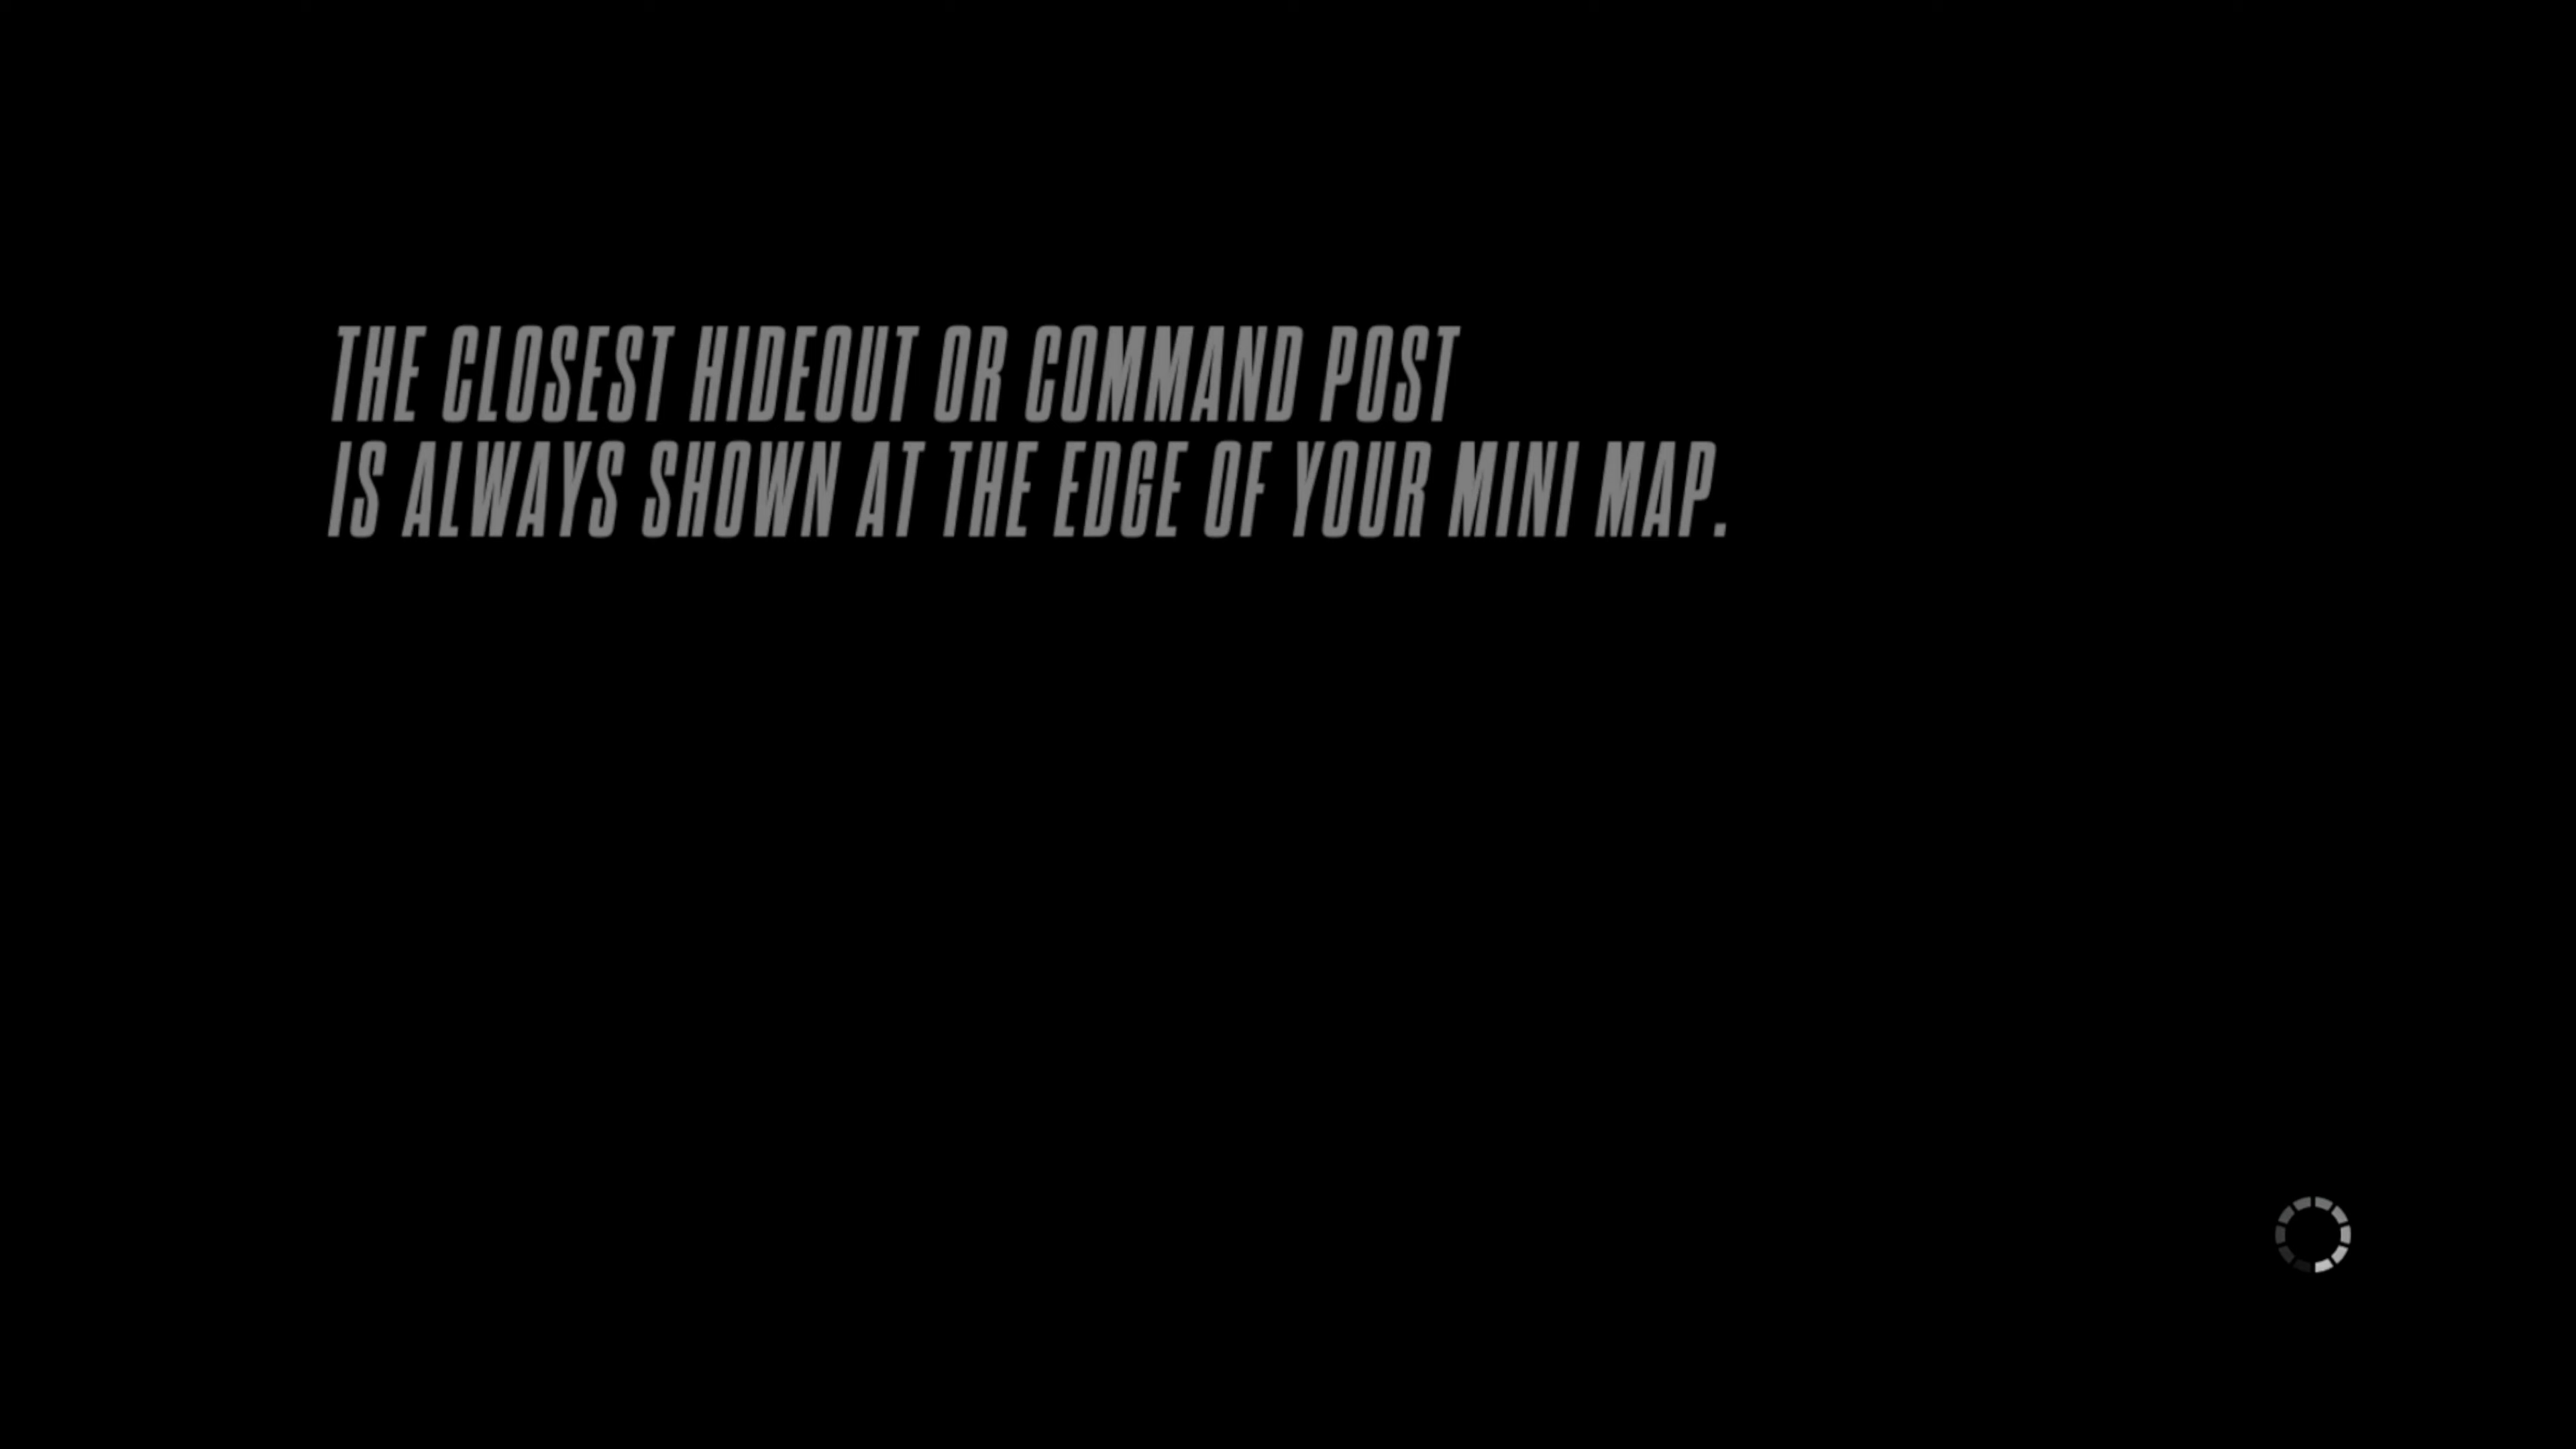 THE CLOSEST HIDEOUT OR COMMAND POST
IS ALWAYS SHOWN AT THE EDGE OF YOUR MINI MAP.